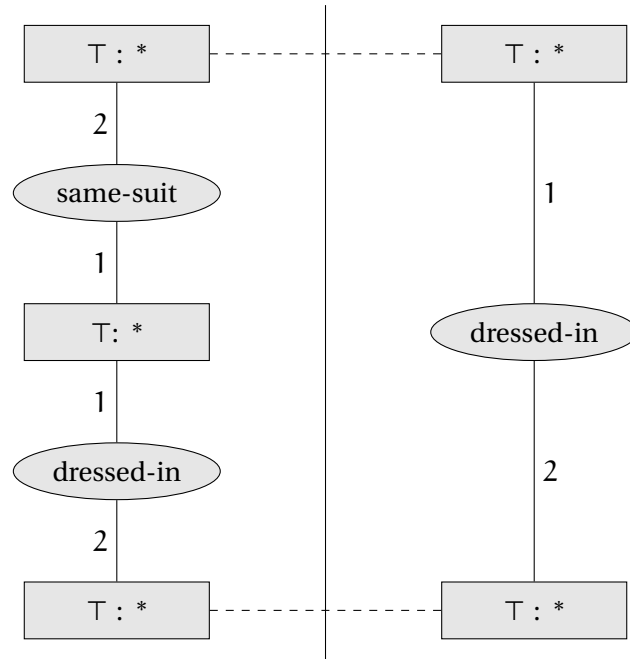 ⊤ : *
2
same-suit
1
⊤: *
1
dressed-in
2
⊤ : *
⊤ : *
1
dressed-in
2
⊤ : *